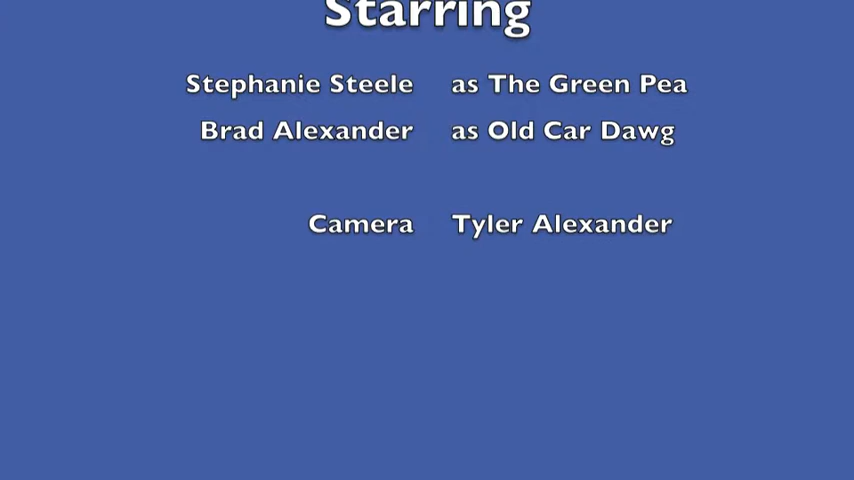 Starring
Stephanie Steele as The Green Pea
Brad Alexander as Old Car Dawg
Camera Tyler Alexander